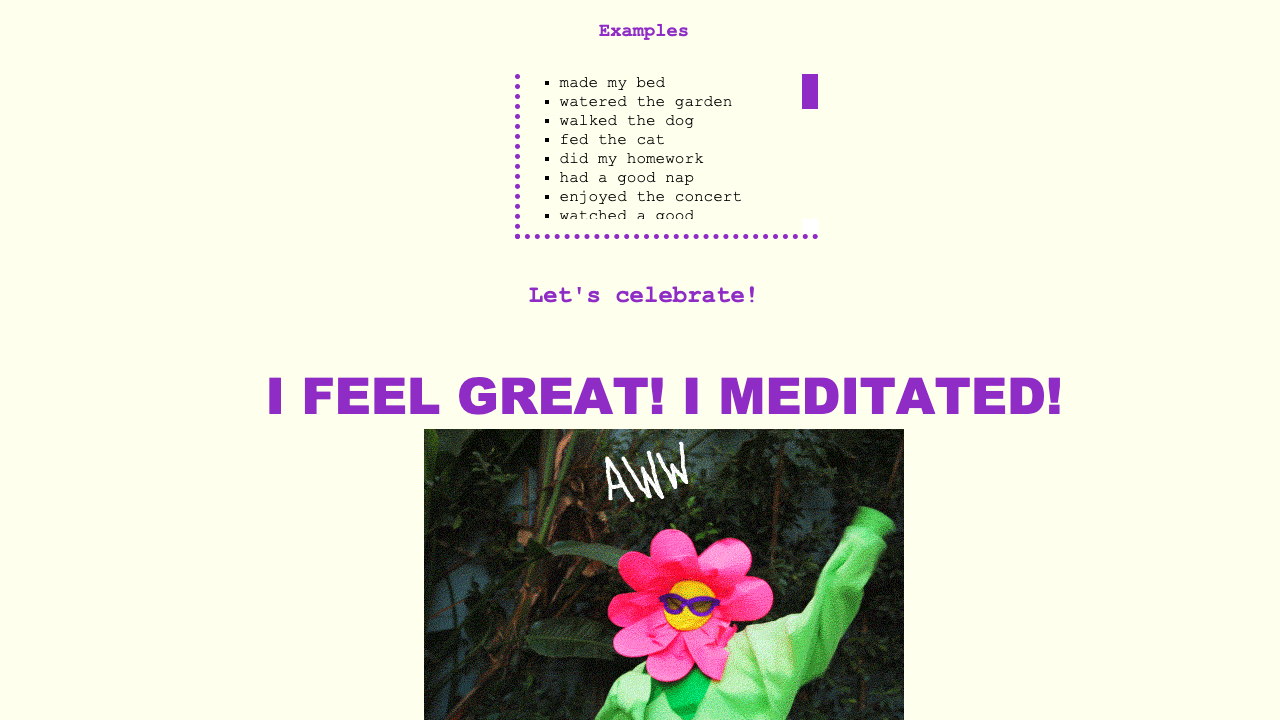 Examples
made my bed
watered the garden
walked the dog
fed the cat
did my homework
had a good nap
enjoyed the concert
watched a good
Let's celebrate!
I FEEL GREAT! I MEDITATED!
AWW